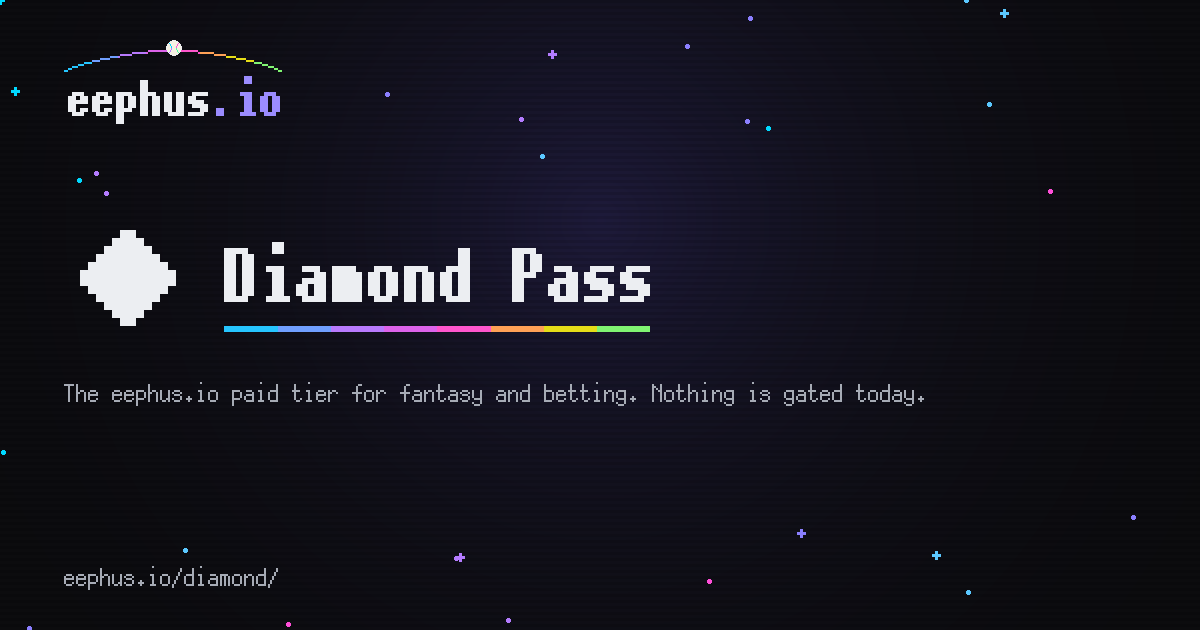 eephus.io
Diamond Pass
The eephus.io paid tier for fantasy and betting. Nothing is gated today.
eephus.io/diamond/